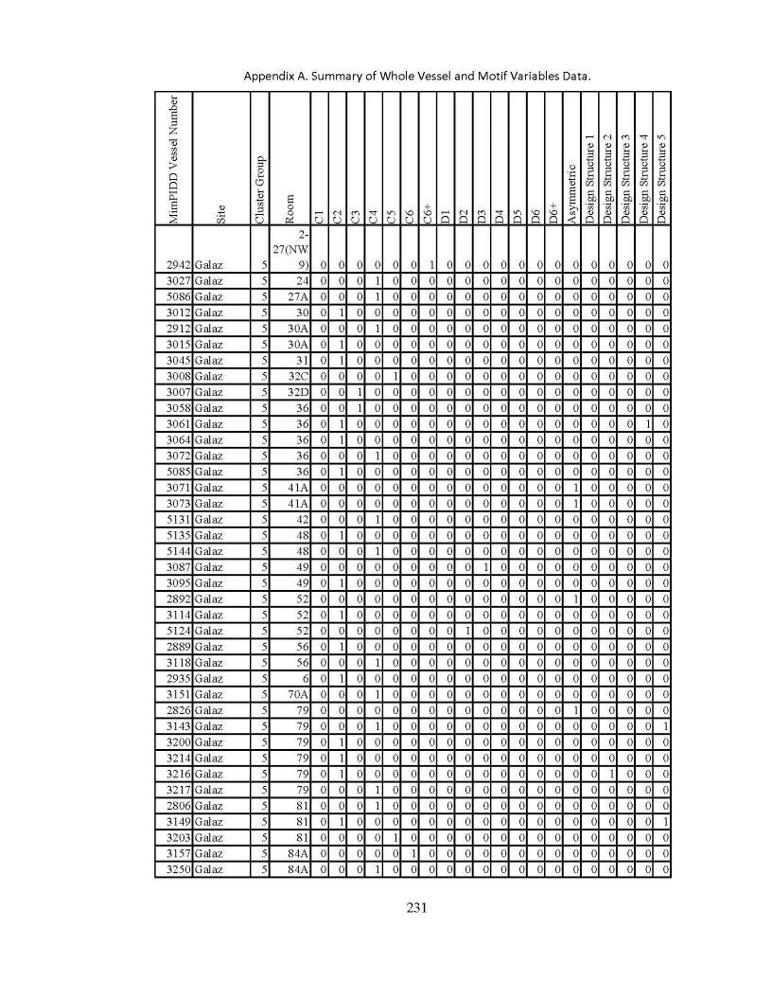 Appendix A. Summary of Whole Vessel and Motif Variables Data.
MimPIDD Vessel Number Site Cluster Group Room C1 C2 C3 C4 C5 C6 C6+ D1 D2 D3 D4 D5 D6 D6+ Asymmetric Design Structure 1 Design Structure 2 Design Structure 3 Design Structure 4 Design Structure 5
2-
27(NW
2942 Galaz 5 9) 0 0 0 0 0 0 1 0 0 0 0 0 0 0 0 0 0 0 0 0
3027 Galaz 5 24 0 0 0 1 0 0 0 0 0 0 0 0 0 0 0 0 0 0 0 0
5086 Galaz 5 27A 0 0 0 1 0 0 0 0 0 0 0 0 0 0 0 0 0 0 0 0
3012 Galaz 5 30 0 1 0 0 0 0 0 0 0 0 0 0 0 0 0 0 0 0 0 0
2912 Galaz 5 30A 0 0 0 1 0 0 0 0 0 0 0 0 0 0 0 0 0 0 0 0
3015 Galaz 5 30A 0 1 0 0 0 0 0 0 0 0 0 0 0 0 0 0 0 0 0 0
3045 Galaz 5 31 0 1 0 0 0 0 0 0 0 0 0 0 0 0 0 0 0 0 0 0
3008 Galaz 5 32C 0 0 0 0 1 0 0 0 0 0 0 0 0 0 0 0 0 0 0 0
3007 Galaz 5 32D 0 0 1 0 0 0 0 0 0 0 0 0 0 0 0 0 0 0 0 0
3058 Galaz 5 36 0 0 1 0 0 0 0 0 0 0 0 0 0 0 0 0 0 0 0 0
3061 Galaz 5 36 0 1 0 0 0 0 0 0 0 0 0 0 0 0 0 0 0 0 1 0
3064 Galaz 5 36 0 1 0 0 0 0 0 0 0 0 0 0 0 0 0 0 0 0 0 0
3072 Galaz 5 36 0 0 0 1 0 0 0 0 0 0 0 0 0 0 0 0 0 0 0 0
5085 Galaz 5 36 0 1 0 0 0 0 0 0 0 0 0 0 0 0 0 0 0 0 0 0
3071 Galaz 5 41A 0 0 0 0 0 0 0 0 0 0 0 0 0 0 1 0 0 0 0 0
3073 Galaz 5 41A 0 0 0 0 0 0 0 0 0 0 0 0 0 0 1 0 0 0 0 0
5131 Galaz 5 42 0 0 0 1 0 0 0 0 0 0 0 0 0 0 0 0 0 0 0 0
5135 Galaz 5 48 0 1 0 0 0 0 0 0 0 0 0 0 0 0 0 0 0 0 0 0
5144 Galaz 5 48 0 0 0 1 0 0 0 0 0 0 0 0 0 0 0 0 0 0 0 0
3087 Galaz 5 49 0 0 0 0 0 0 0 0 0 1 0 0 0 0 0 0 0 0 0 0
3095 Galaz 5 49 0 1 0 0 0 0 0 0 0 0 0 0 0 0 0 0 0 0 0 0
2892 Galaz 5 52 0 0 0 0 0 0 0 0 0 0 0 0 0 0 1 0 0 0 0 0
3114 Galaz 5 52 0 1 0 0 0 0 0 0 0 0 0 0 0 0 0 0 0 0 0 0
5124 Galaz 5 52 0 0 0 0 0 0 0 0 1 0 0 0 0 0 0 0 0 0 0 0
2889 Galaz 5 56 0 1 0 0 0 0 0 0 0 0 0 0 0 0 0 0 0 0 0 0
3118 Galaz 5 56 0 0 0 1 0 0 0 0 0 0 0 0 0 0 0 0 0 0 0 0
2935 Galaz 5 6 0 1 0 0 0 0 0 0 0 0 0 0 0 0 0 0 0 0 0 0
3151 Galaz 5 70A 0 0 0 1 0 0 0 0 0 0 0 0 0 0 0 0 0 0 0 0
2826 Galaz 5 79 0 0 0 0 0 0 0 0 0 0 0 0 0 0 1 0 0 0 0 0
3143 Galaz 5 79 0 0 0 1 0 0 0 0 0 0 0 0 0 0 0 0 0 0 0 1
3200 Galaz 5 79 0 1 0 0 0 0 0 0 0 0 0 0 0 0 0 0 0 0 0 0
3214 Galaz 5 79 0 1 0 0 0 0 0 0 0 0 0 0 0 0 0 0 0 0 0 0
3216 Galaz 5 79 0 1 0 0 0 0 0 0 0 0 0 0 0 0 0 0 1 0 0 0
3217 Galaz 5 79 0 0 0 1 0 0 0 0 0 0 0 0 0 0 0 0 0 0 0 0
2806 Galaz 5 81 0 0 0 1 0 0 0 0 0 0 0 0 0 0 0 0 0 0 0 0
3149 Galaz 5 81 0 1 0 0 0 0 0 0 0 0 0 0 0 0 0 0 0 0 0 1
3203 Galaz 5 81 0 0 0 0 1 0 0 0 0 0 0 0 0 0 0 0 0 0 0 0
3157 Galaz 5 84A 0 0 0 0 0 1 0 0 0 0 0 0 0 0 0 0 0 0 0 0
3250 Galaz 5 84A 0 0 0 1 0 0 0 0 0 0 0 0 0 0 0 0 0 0 0 0
231